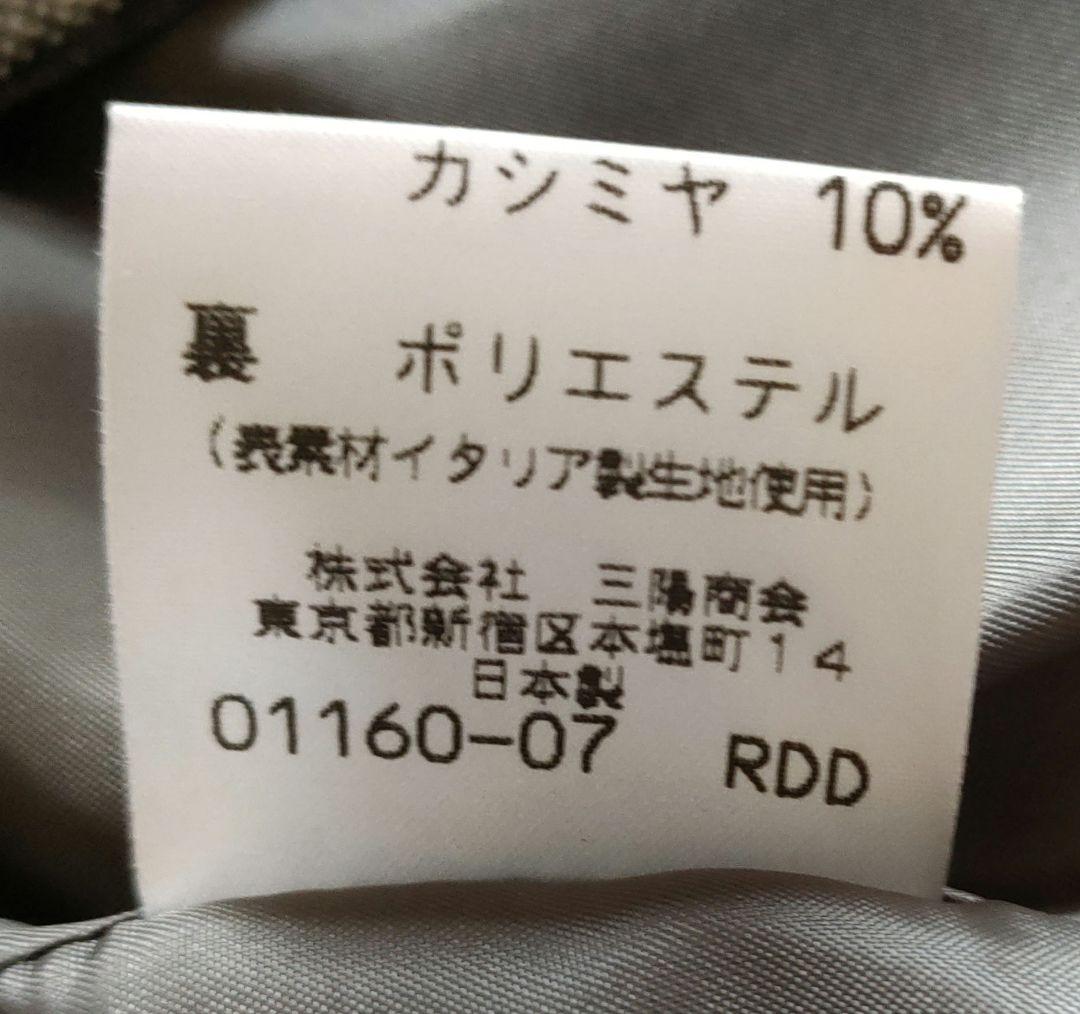 カシミヤ 10%
裏 ポリエステル
(表素材イタリア製生地使用)
株式会社 三陽商会
東京都新宿区本塩町14
日本製
01160-07 RDD